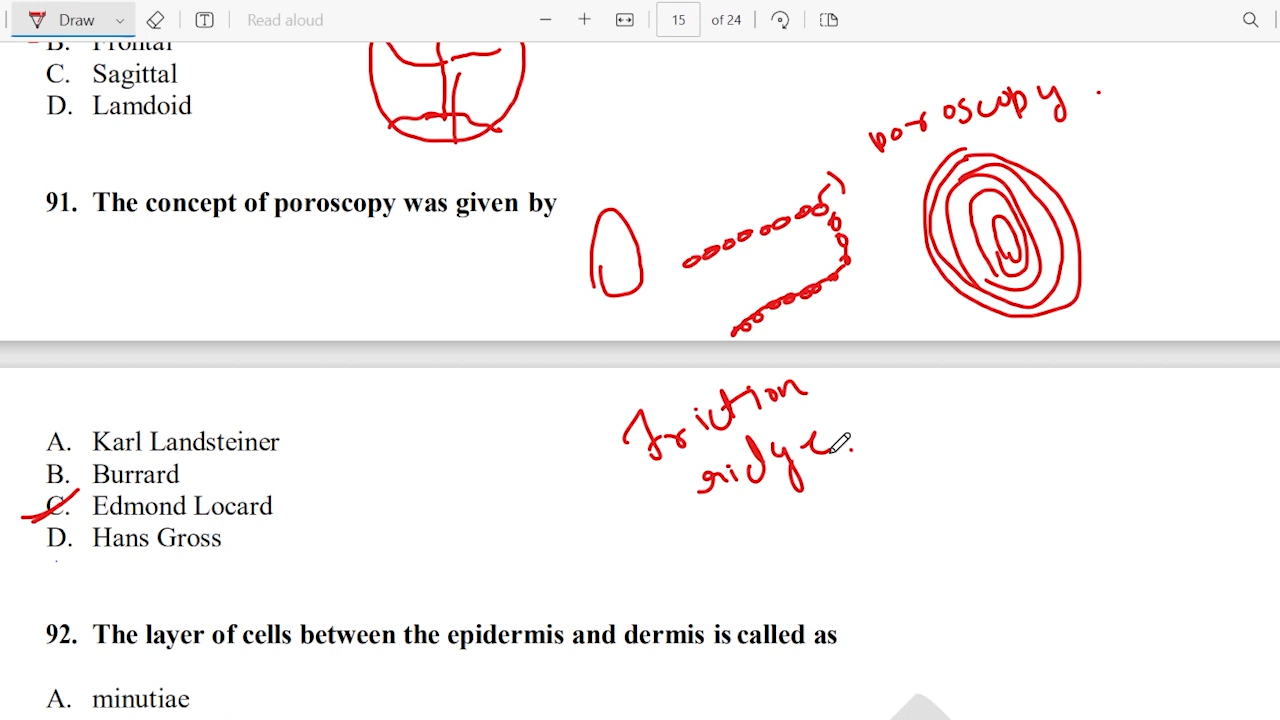 Draw
Read aloud
15 of 24
B. Frontal
C. Sagittal
D. Lamdoid
poroscopy.
91. The concept of poroscopy was given by
Friction
ridge.
A. Karl Landsteiner
B. Burrard
C. Edmond Locard
D. Hans Gross
92. The layer of cells between the epidermis and dermis is called as
A. minutiae